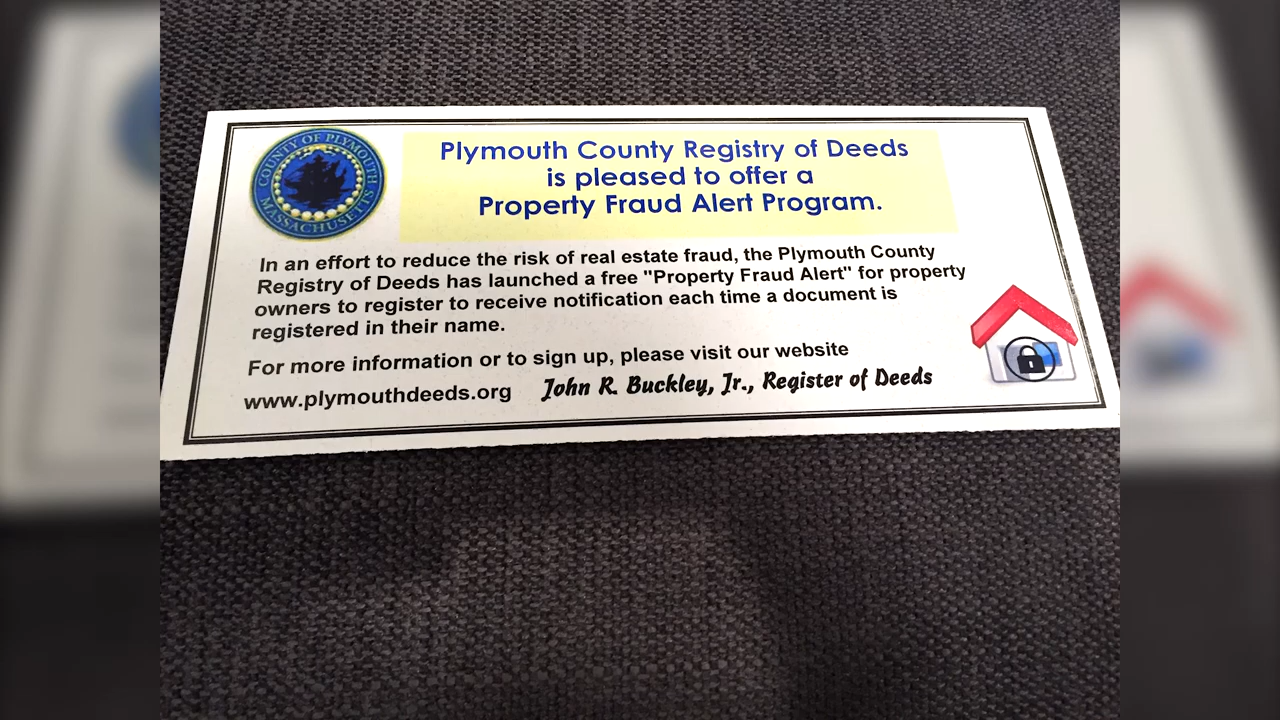 COUNTY OF PLYMOUTH
MASSACHUSETTS
Plymouth County Registry of Deeds
is pleased to offer a
Property Fraud Alert Program.
In an effort to reduce the risk of real estate fraud, the Plymouth County
Registry of Deeds has launched a free "Property Fraud Alert" for property
owners to register to receive notification each time a document is
registered in their name.
For more information or to sign up, please visit our website
www.plymouthdeeds.org John R. Buckley, Jr., Register of Deeds